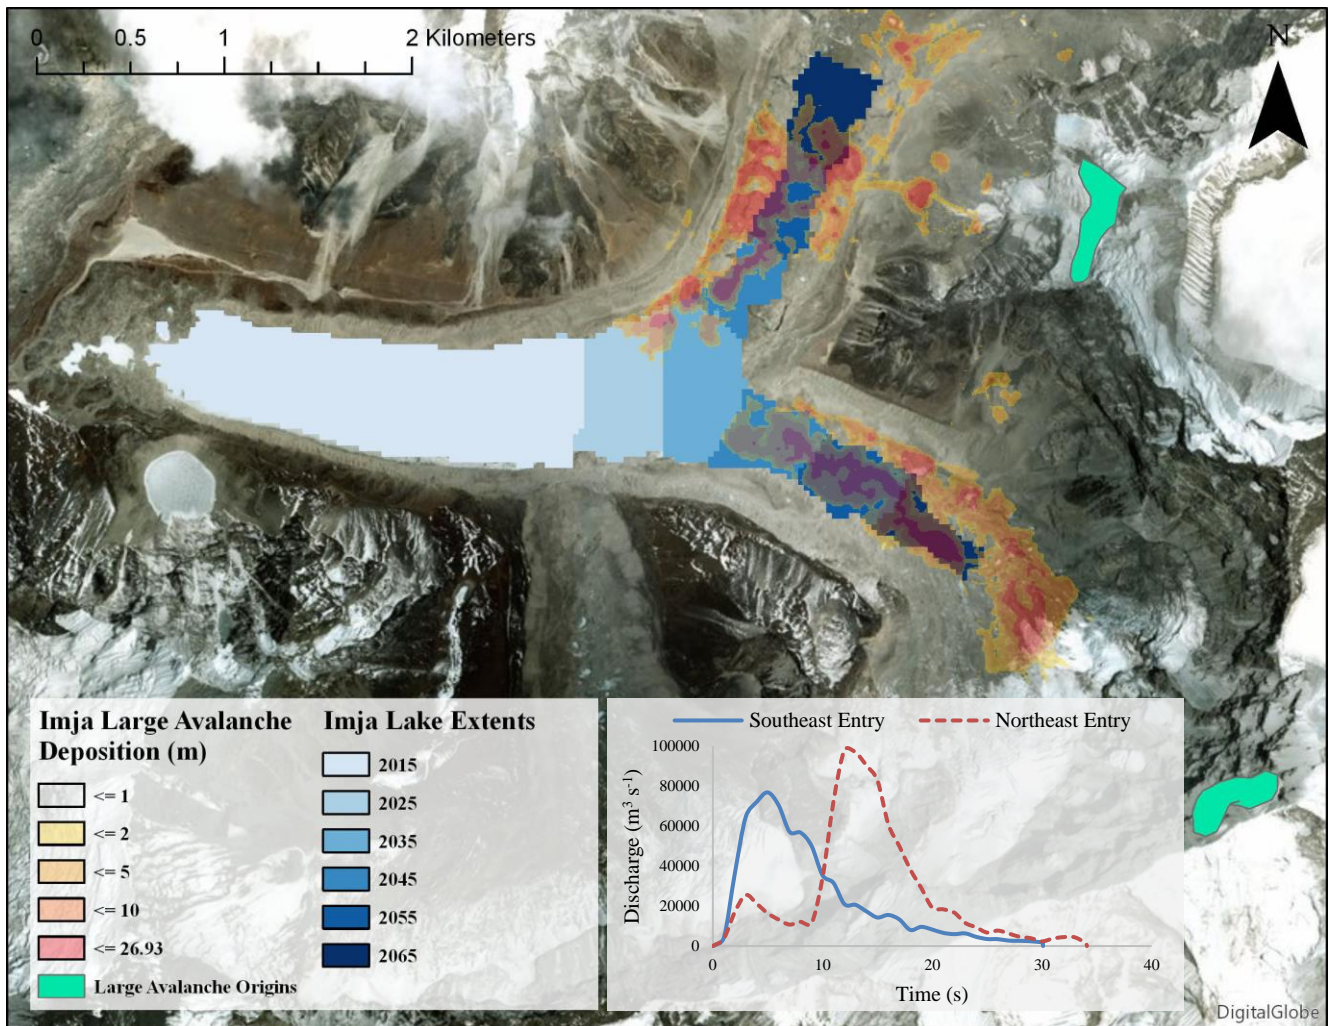 0 0.5 1 2 Kilometers
N
Imja Large Avalanche
Deposition (m)
<= 1
<= 2
<= 5
<= 10
<= 26.93
Large Avalanche Origins
Imja Lake Extents
2015
2025
2035
2045
2055
2065
Southeast Entry Northeast Entry
Discharge (m³ s⁻¹)
100000
80000
60000
40000
20000
0
0 10 20 30 40
Time (s)
DigitalGlobe